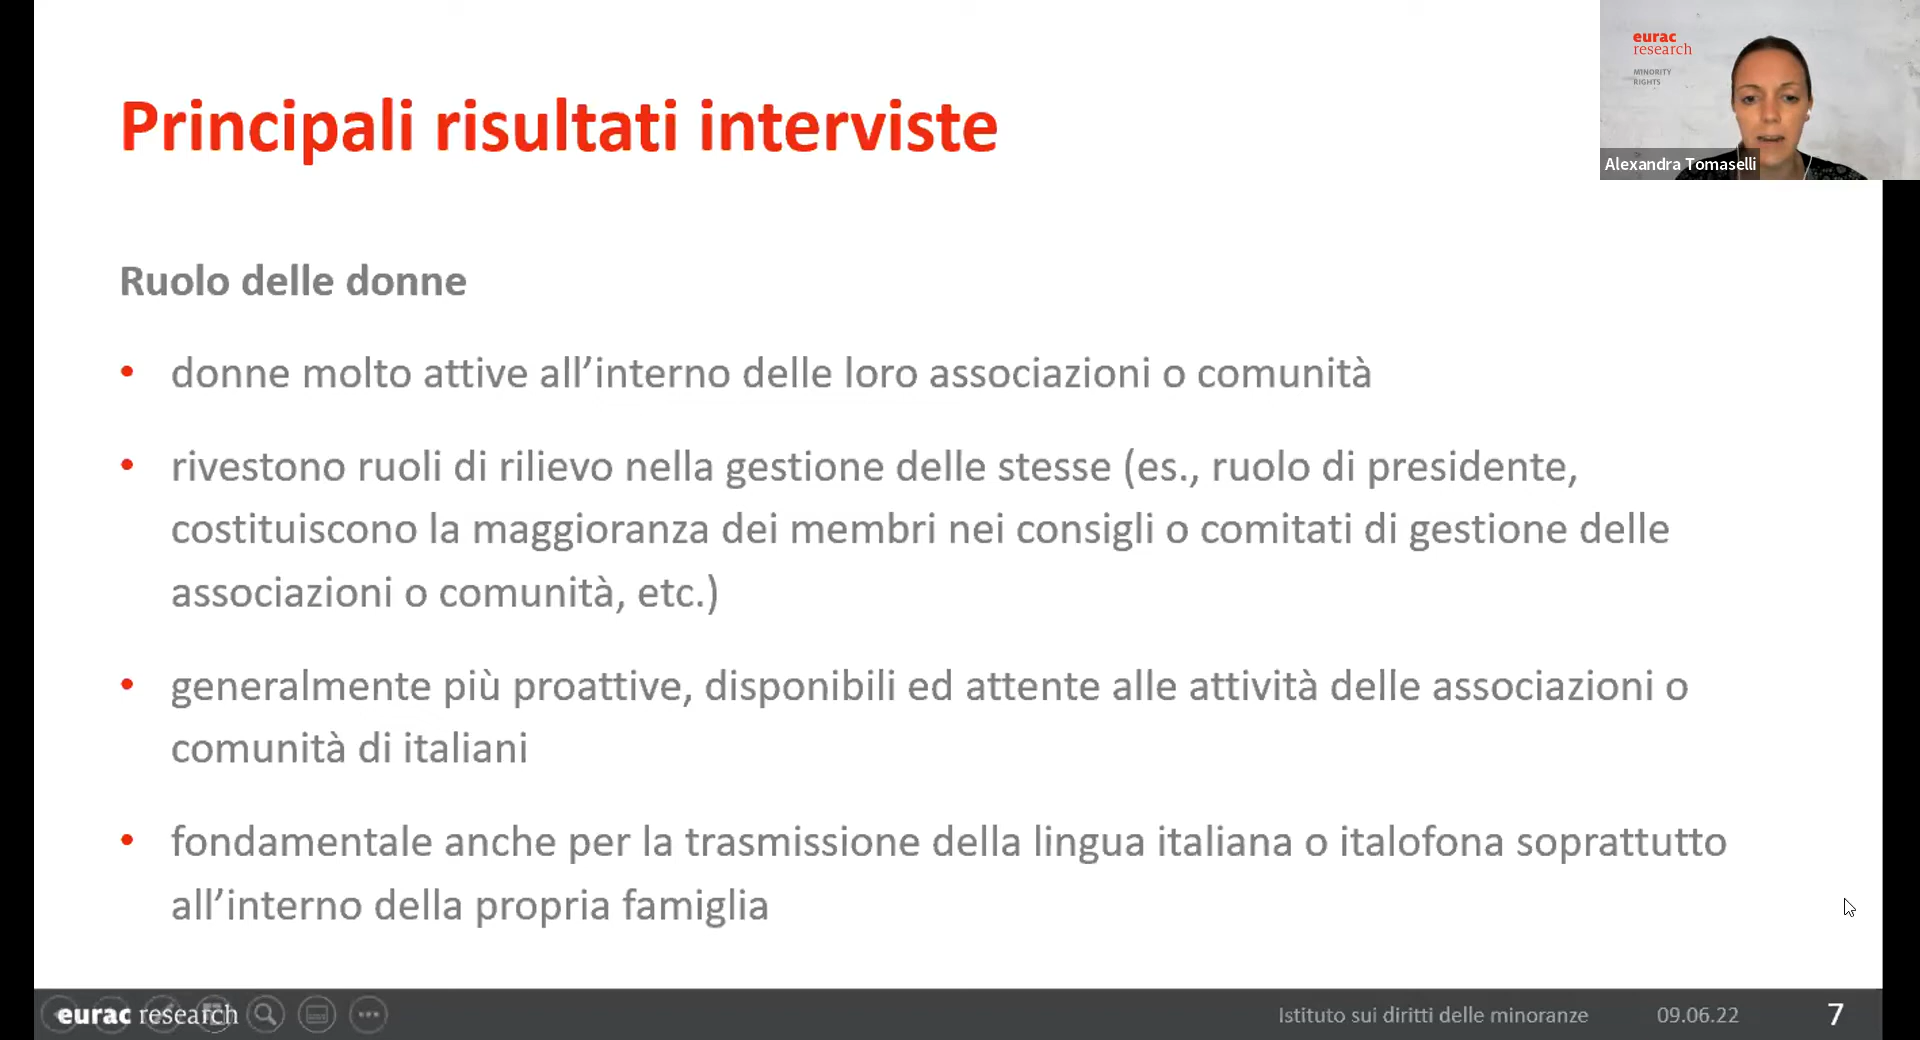 Principali risultati interviste
eurac
research
MINORITY
RIGHTS
Alexandra Tomaselli
Ruolo delle donne
• donne molto attive all’interno delle loro associazioni o comunità
• rivestono ruoli di rilievo nella gestione delle stesse (es., ruolo di presidente,
costituiscono la maggioranza dei membri nei consigli o comitati di gestione delle
associazioni o comunità, etc.)
• generalmente più proattive, disponibili ed attente alle attività delle associazioni o
comunità di italiani
• fondamentale anche per la trasmissione della lingua italiana o italofona soprattutto
all’interno della propria famiglia
eurac research
Istituto sui diritti delle minoranze 09.06.22 7